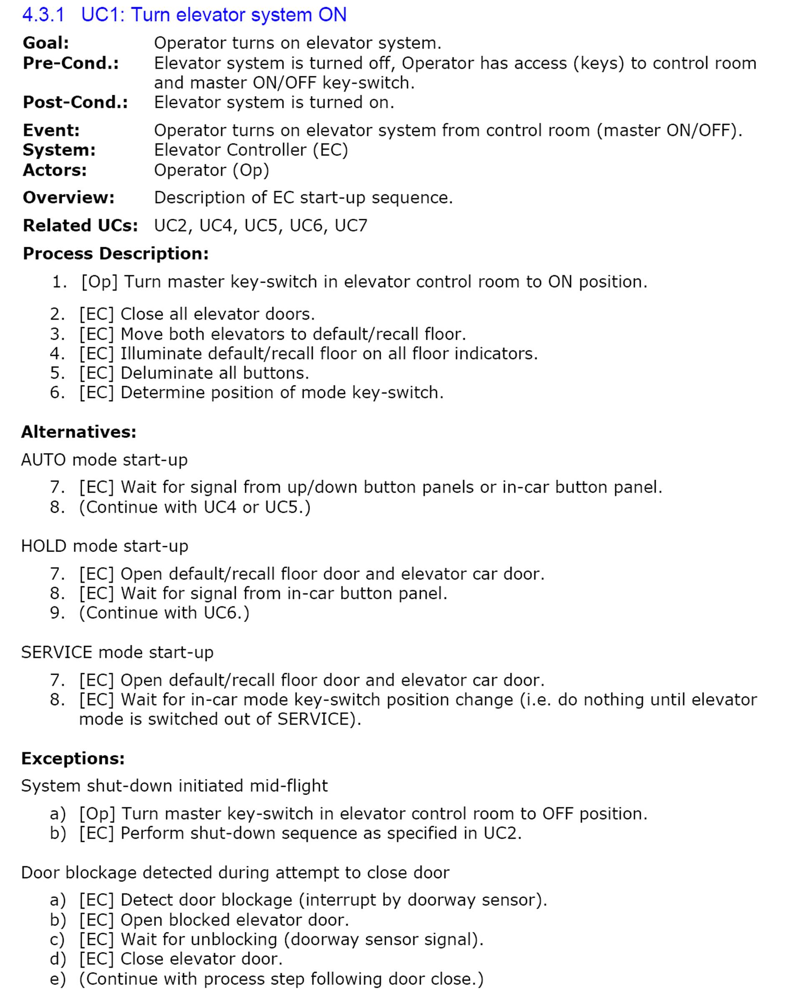 4.3.1 UC1: Turn elevator system ON
Goal: Operator turns on elevator system.
Pre-Cond.: Elevator system is turned off, Operator has access (keys) to control room
and master ON/OFF key-switch.
Post-Cond.: Elevator system is turned on.
Event: Operator turns on elevator system from control room (master ON/OFF).
System: Elevator Controller (EC)
Actors: Operator (Op)
Overview: Description of EC start-up sequence.
Related UCs: UC2, UC4, UC5, UC6, UC7
Process Description:
1. [Op] Turn master key-switch in elevator control room to ON position.
2. [EC] Close all elevator doors.
3. [EC] Move both elevators to default/recall floor.
4. [EC] Illuminate default/recall floor on all floor indicators.
5. [EC] Deluminate all buttons.
6. [EC] Determine position of mode key-switch.
Alternatives:
AUTO mode start-up
7. [EC] Wait for signal from up/down button panels or in-car button panel.
8. (Continue with UC4 or UC5.)
HOLD mode start-up
7. [EC] Open default/recall floor door and elevator car door.
8. [EC] Wait for signal from in-car button panel.
9. (Continue with UC6.)
SERVICE mode start-up
7. [EC] Open default/recall floor door and elevator car door.
8. [EC] Wait for in-car mode key-switch position change (i.e. do nothing until elevator
mode is switched out of SERVICE).
Exceptions:
System shut-down initiated mid-flight
a) [Op] Turn master key-switch in elevator control room to OFF position.
b) [EC] Perform shut-down sequence as specified in UC2.
Door blockage detected during attempt to close door
a) [EC] Detect door blockage (interrupt by doorway sensor).
b) [EC] Open blocked elevator door.
c) [EC] Wait for unblocking (doorway sensor signal).
d) [EC] Close elevator door.
e) (Continue with process step following door close.)